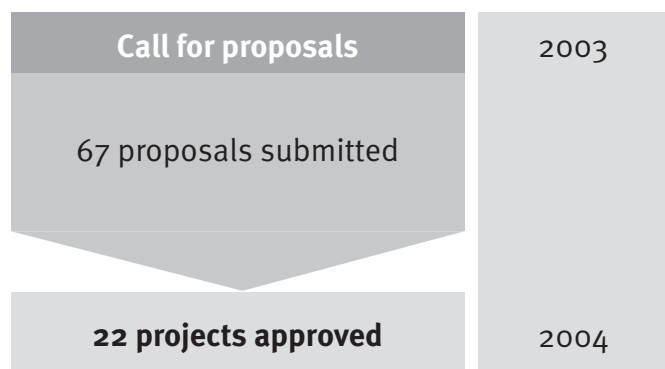 Call for proposals
2003
67 proposals submitted
22 projects approved
2004